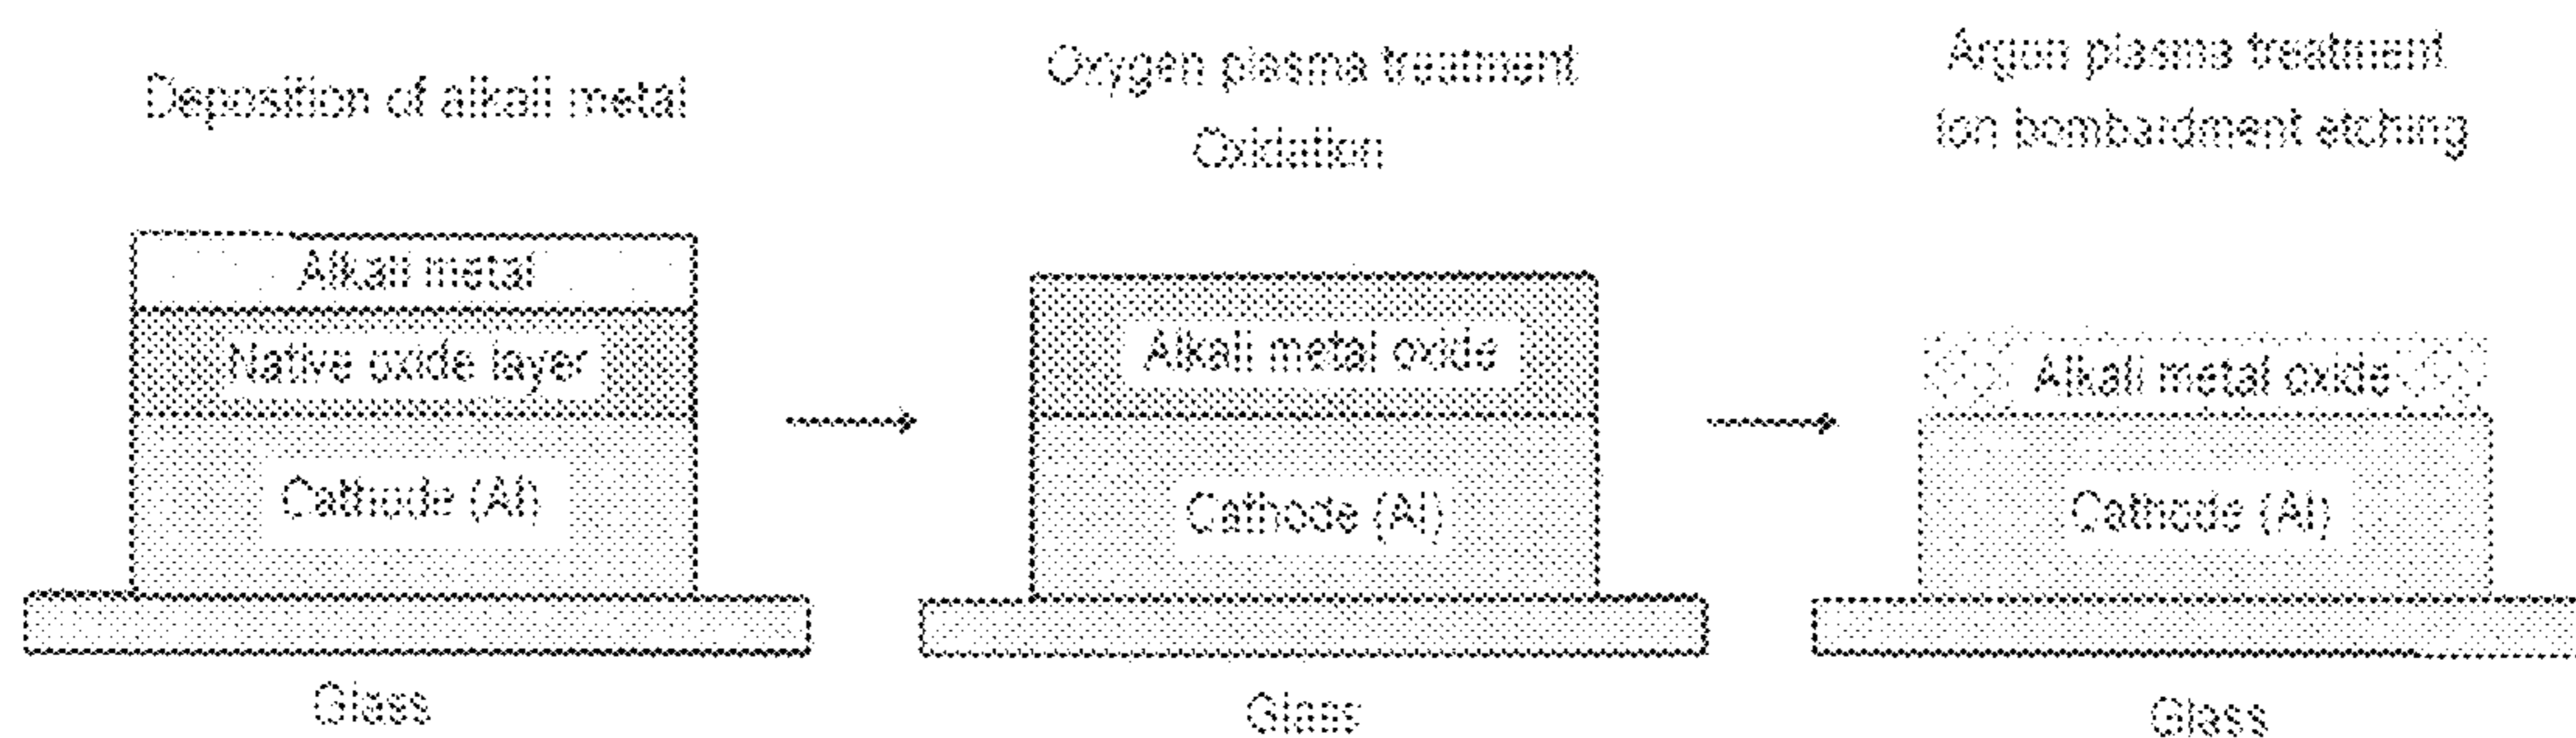 Deposition of alkali metal
Alkali metal
Native oxide layer
Cathode (Al)
Glass
Oxygen plasma treatment
Oxidation
Alkali metal oxide
Cathode (Al)
Glass
Argon plasma treatment
Ion bombardment etching
Alkali metal oxide
Cathode (Al)
Glass